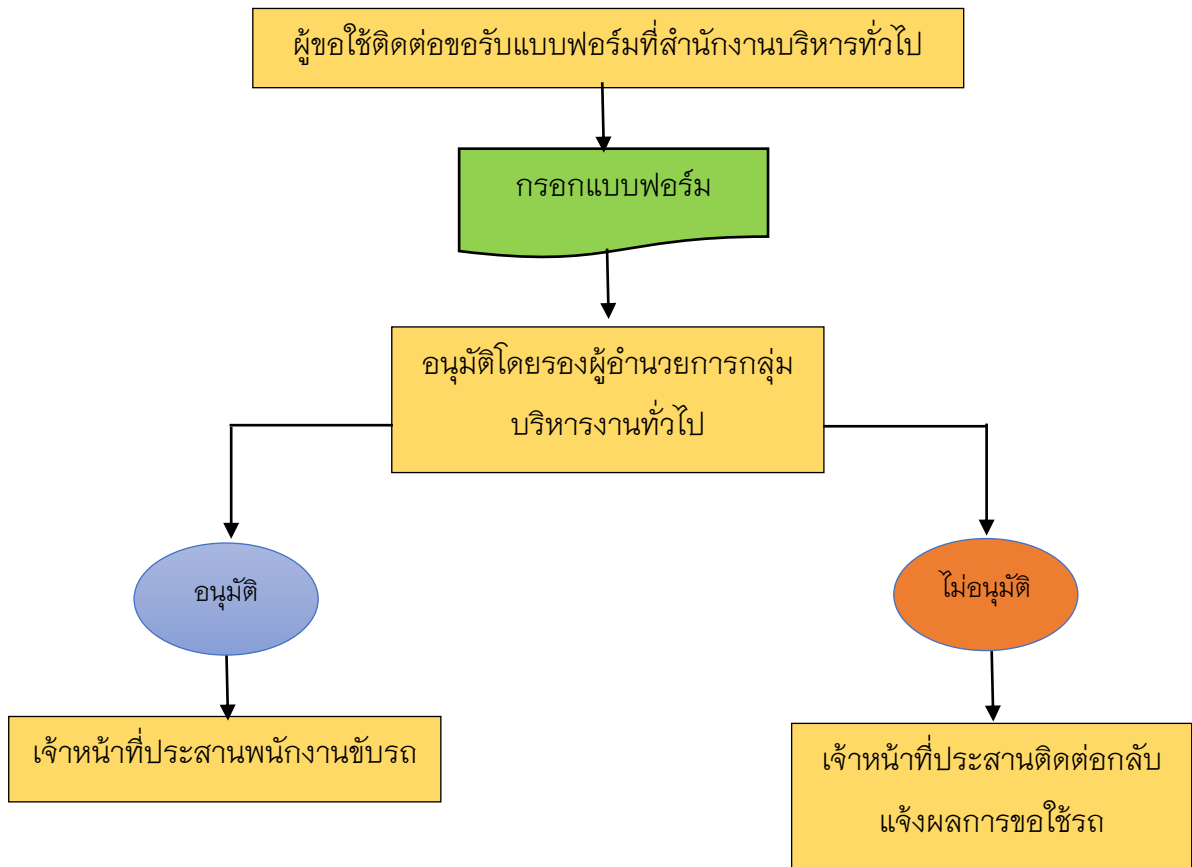 ผู้ขอใช้ติดต่อขอรับแบบฟอร์มที่สำนักงานบริหารทั่วไป
กรอกแบบฟอร์ม
อนุมัติโดยรองผู้อำนวยการกลุ่ม
บริหารงานทั่วไป
อนุมัติ
ไม่อนุมัติ
เจ้าหน้าที่ประสานพนักงานขับรถ
เจ้าหน้าที่ประสานติดต่อกลับ
แจ้งผลการขอใช้รถ